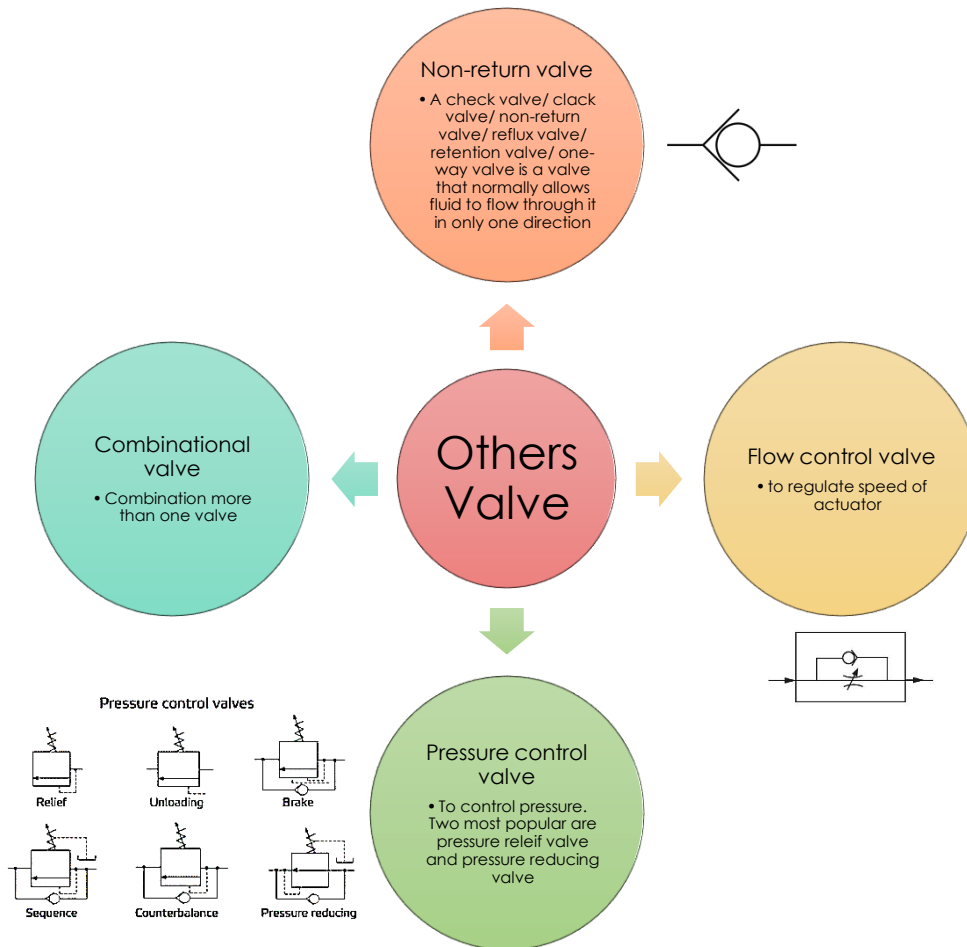 Non-return valve
• A check valve/ clack
valve/ non-return
valve/ reflux valve/
retention valve/ one-
way valve is a valve
that normally allows
fluid to flow through it
in only one direction
Combinational
valve
• Combination more
than one valve
Others
Valve
Flow control valve
• to regulate speed of
actuator
Pressure control valves
Relief
Unloading
Brake
Sequence
Counterbalance
Pressure reducing
Pressure control
valve
• To control pressure.
Two most popular are
pressure releif valve
and pressure reducing
valve